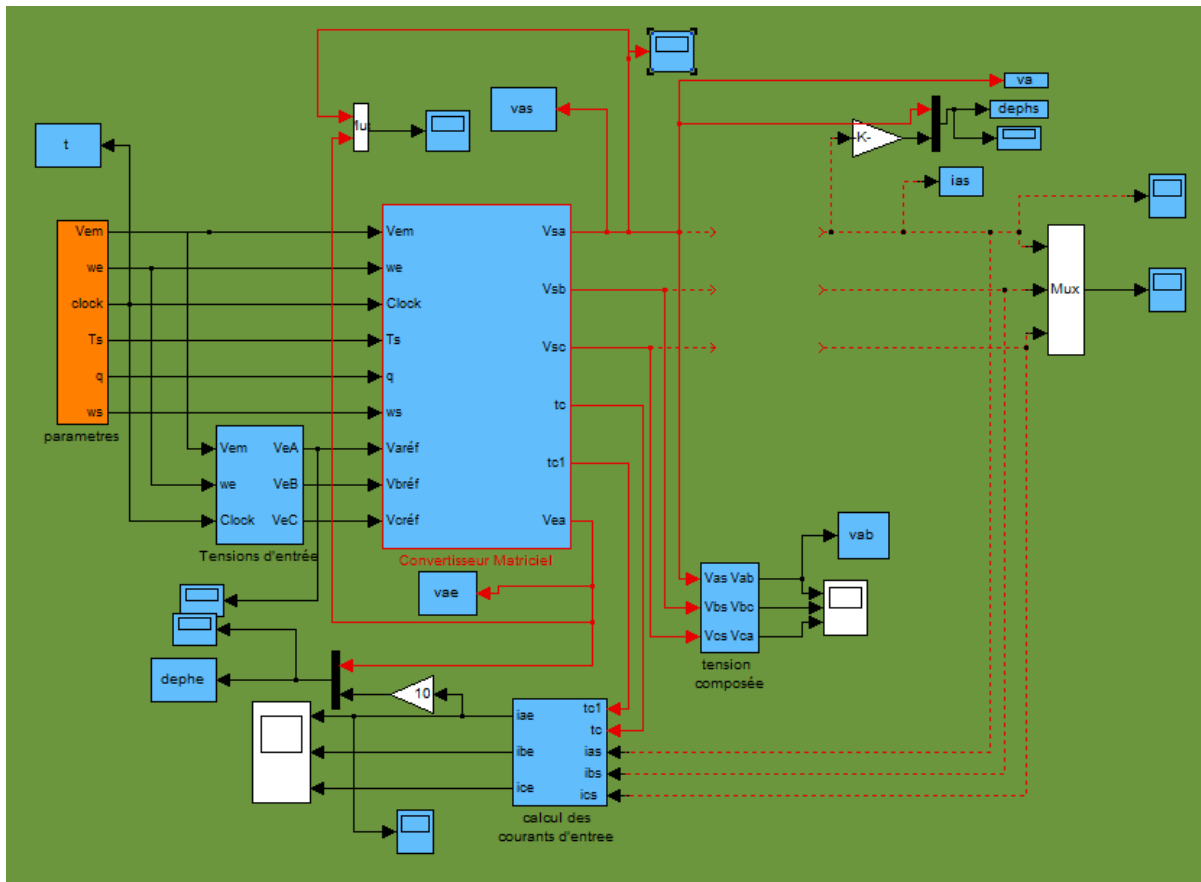 va
vas
dephs
Mux
-K-
t
ias
Vem
we
clock
Ts
q
ws
parametres
Vem
we
Clock
Ts
q
ws
Varéf
Vbréf
Vcréf
Vsa
Vsb
Vsc
tc
tc1
Vea
Convertisseur Matriciel
Mux
Vem VeA
we VeB
Clock VeC
Tensions d'entrée
vae
vab
Vas Vab
Vbs Vbc
Vcs Vca
tension
composée
dephe
10
iae
ibe
ice
tc1
tc
ias
ibs
ics
calcul des
courants d'entree